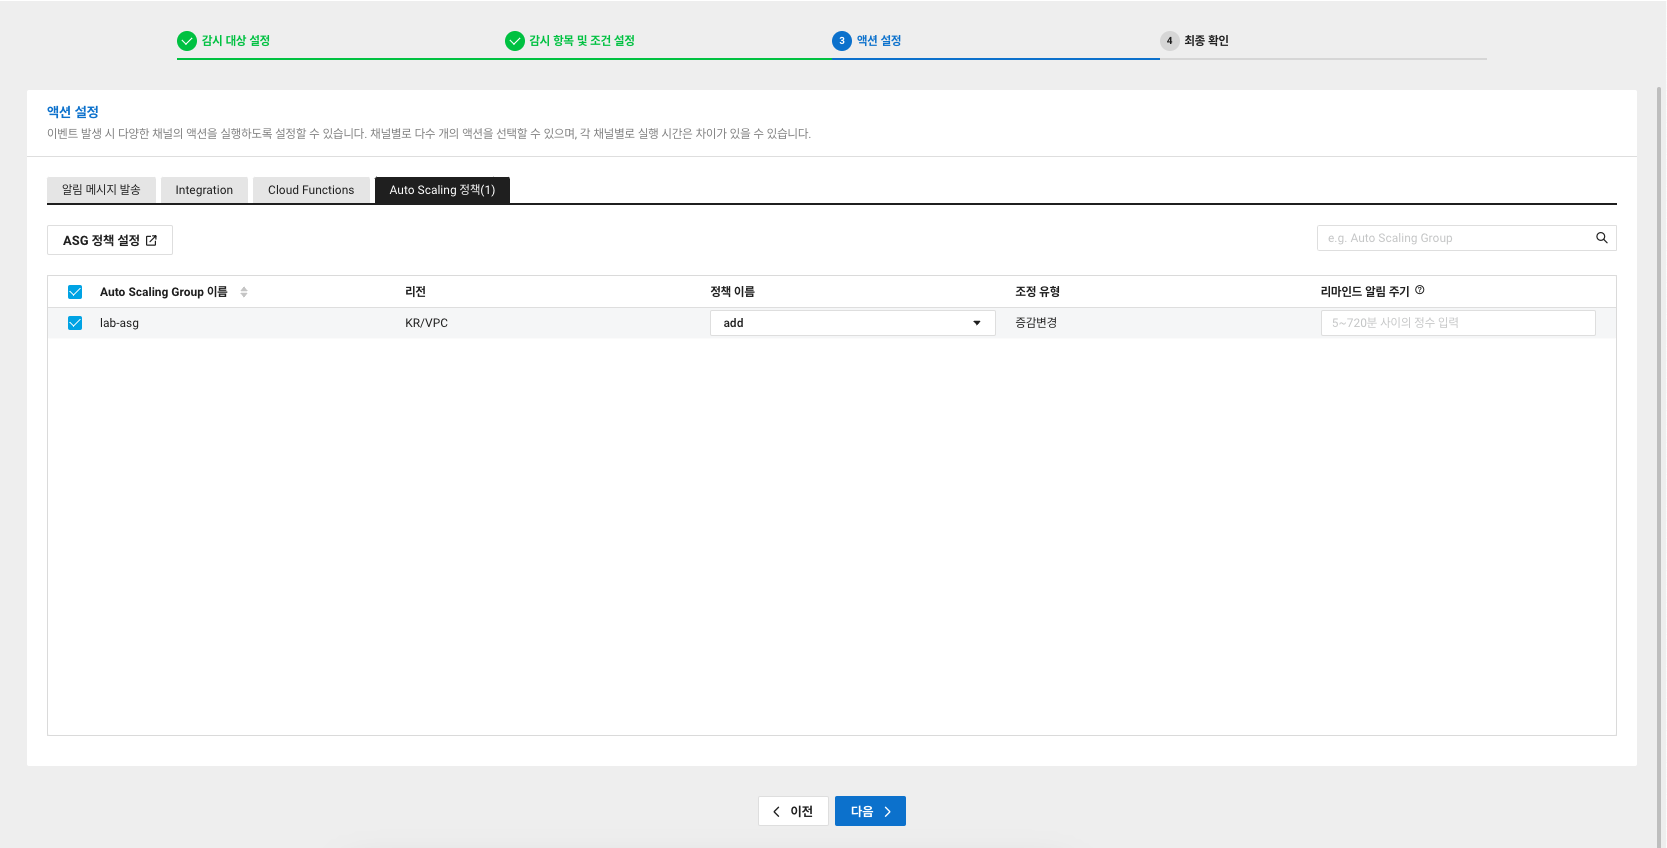 감시 대상 설정
감시 항목 및 조건 설정
3 액션 설정
4 최종 확인
액션 설정
이벤트 발생 시 다양한 채널의 액션을 실행하도록 설정할 수 있습니다. 채널별로 다수 개의 액션을 선택할 수 있으며, 각 채널별로 실행 시간은 차이가 있을 수 있습니다.
알림 메시지 발송
Integration
Cloud Functions
Auto Scaling 정책(1)
ASG 정책 설정
e.g. Auto Scaling Group
Auto Scaling Group 이름
리전
정책 이름
조정 유형
리마인드 알림 주기 ?
lab-asg
KR/VPC
add
증감변경
5~720분 사이의 정수 입력
이전
다음